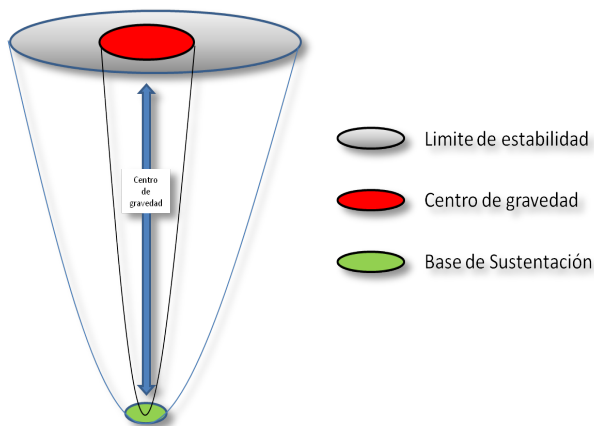 Centro
de
gravedad
Limite de estabilidad
Centro de gravedad
Base de Sustentación